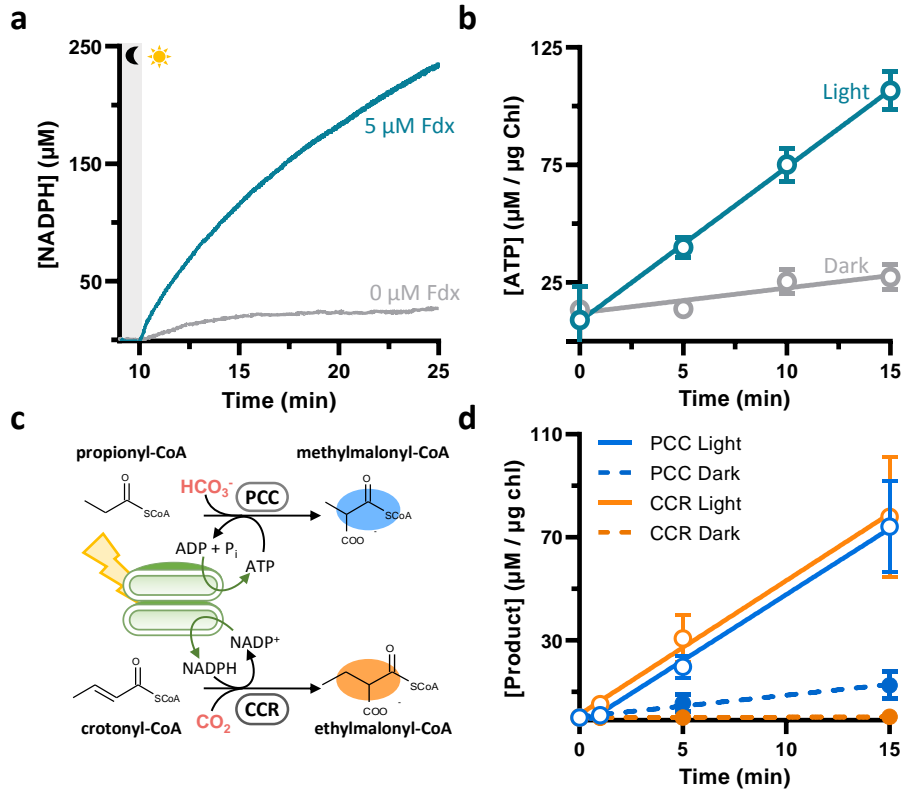 a
250
150
50
[NADPH] (µM)
5 µM Fdx
0 µM Fdx
10
15
20
25
Time (min)
b
125
75
25
[ATP] (µM / µg Chl)
Light
Dark
0
5
10
15
Time (min)
c
propionyl-CoA
methylmalonyl-CoA
HCO₃⁻
PCC
O
SCoA
O
SCoA
COO⁻
ADP + Pᵢ
ATP
NADP⁺
NADPH
O
SCoA
O
SCoA
COO⁻
crotonyl-CoA
CO₂
CCR
ethylmalonyl-CoA
d
110
70
30
[Product] (µM / µg chl)
PCC Light
PCC Dark
CCR Light
CCR Dark
0
5
10
15
Time (min)